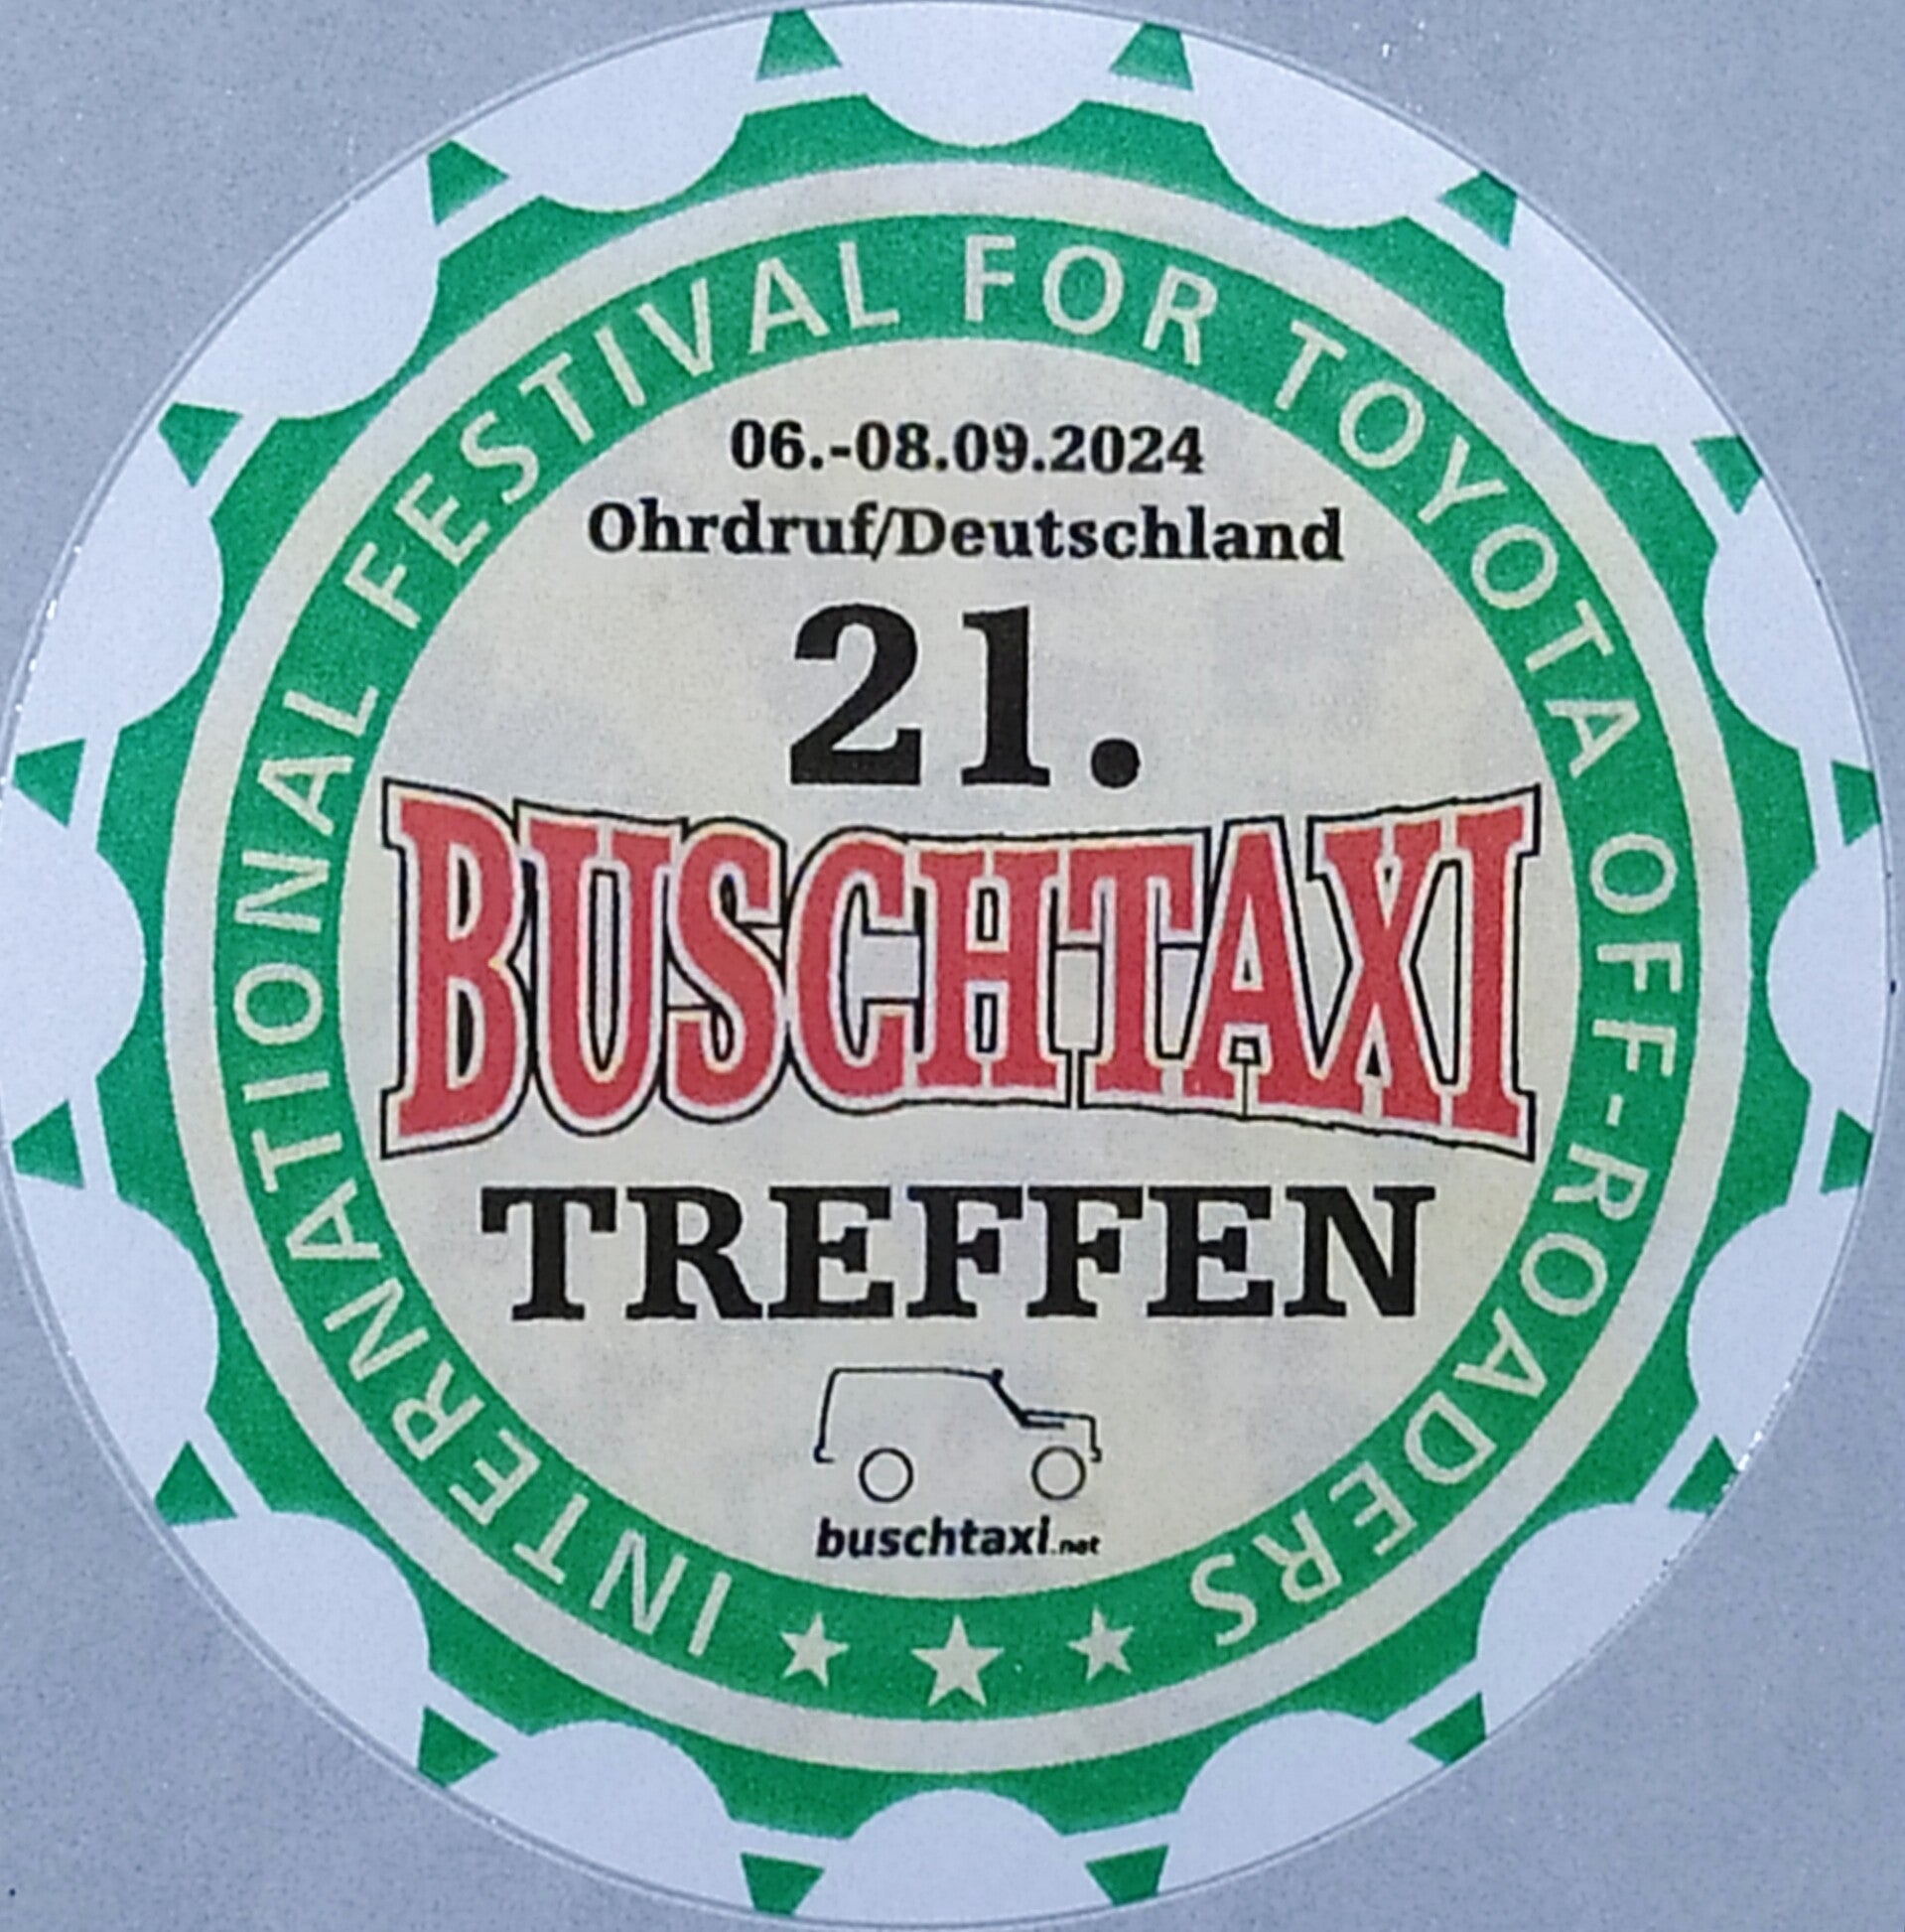 INTERNATIONAL FESTIVAL FOR TOYOTA OFF-ROADERS
06.-08.09.2024
Ohrdruf/Deutschland
21.
BUSCHTAXI
TREFFEN
buschtaxi.net